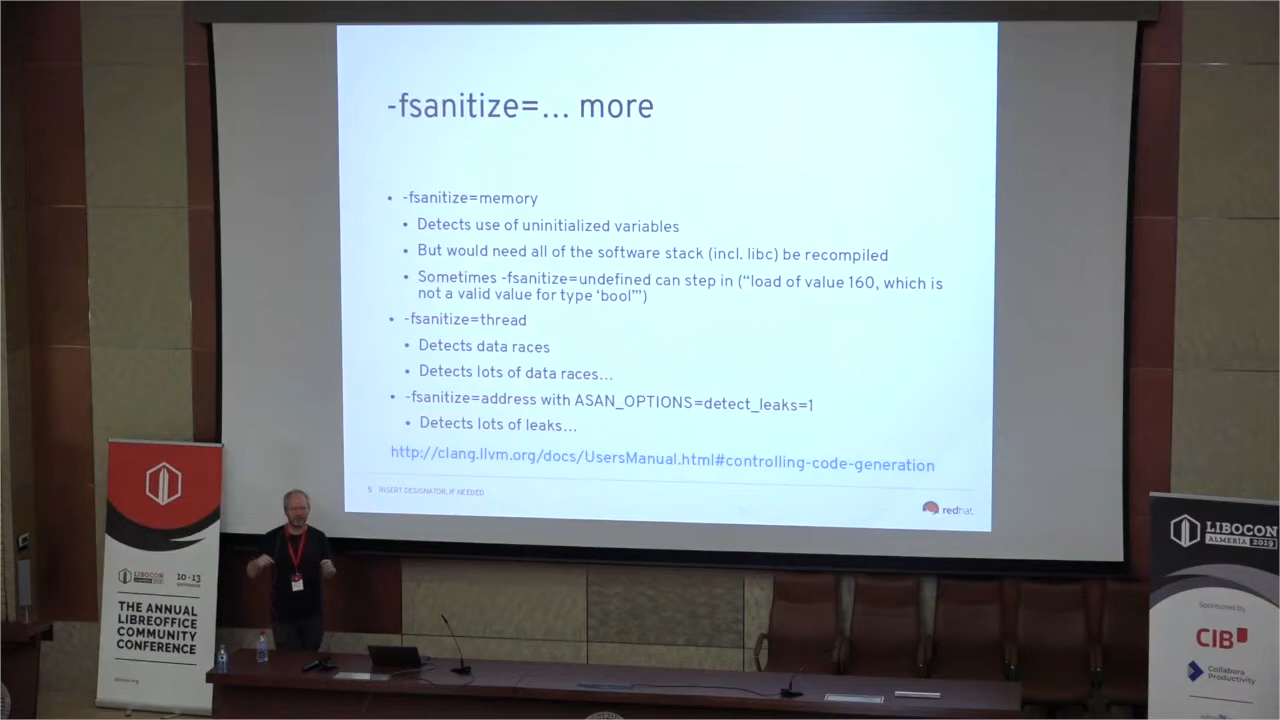 -fsanitize=... more
• -fsanitize=memory
• Detects use of uninitialized variables
• But would need all of the software stack (incl. libc) be recompiled
• Sometimes -fsanitize=undefined can step in (“load of value 160, which is
not a valid value for type ‘bool’”)
• -fsanitize=thread
• Detects data races
• Detects lots of data races...
• -fsanitize=address with ASAN_OPTIONS=detect_leaks=1
• Detects lots of leaks...
http://clang.llvm.org/docs/UsersManual.html#controlling-code-generation
5 INSERT DESIGNATOR, IF NEEDED
redhat.
LIBOCON
10-13
SEPTEMBER
THE ANNUAL
LIBREOFFICE
COMMUNITY
CONFERENCE
LIBOCON
ALMERÍA 2019
Sponsored by
CIB
Collabora
Productivity